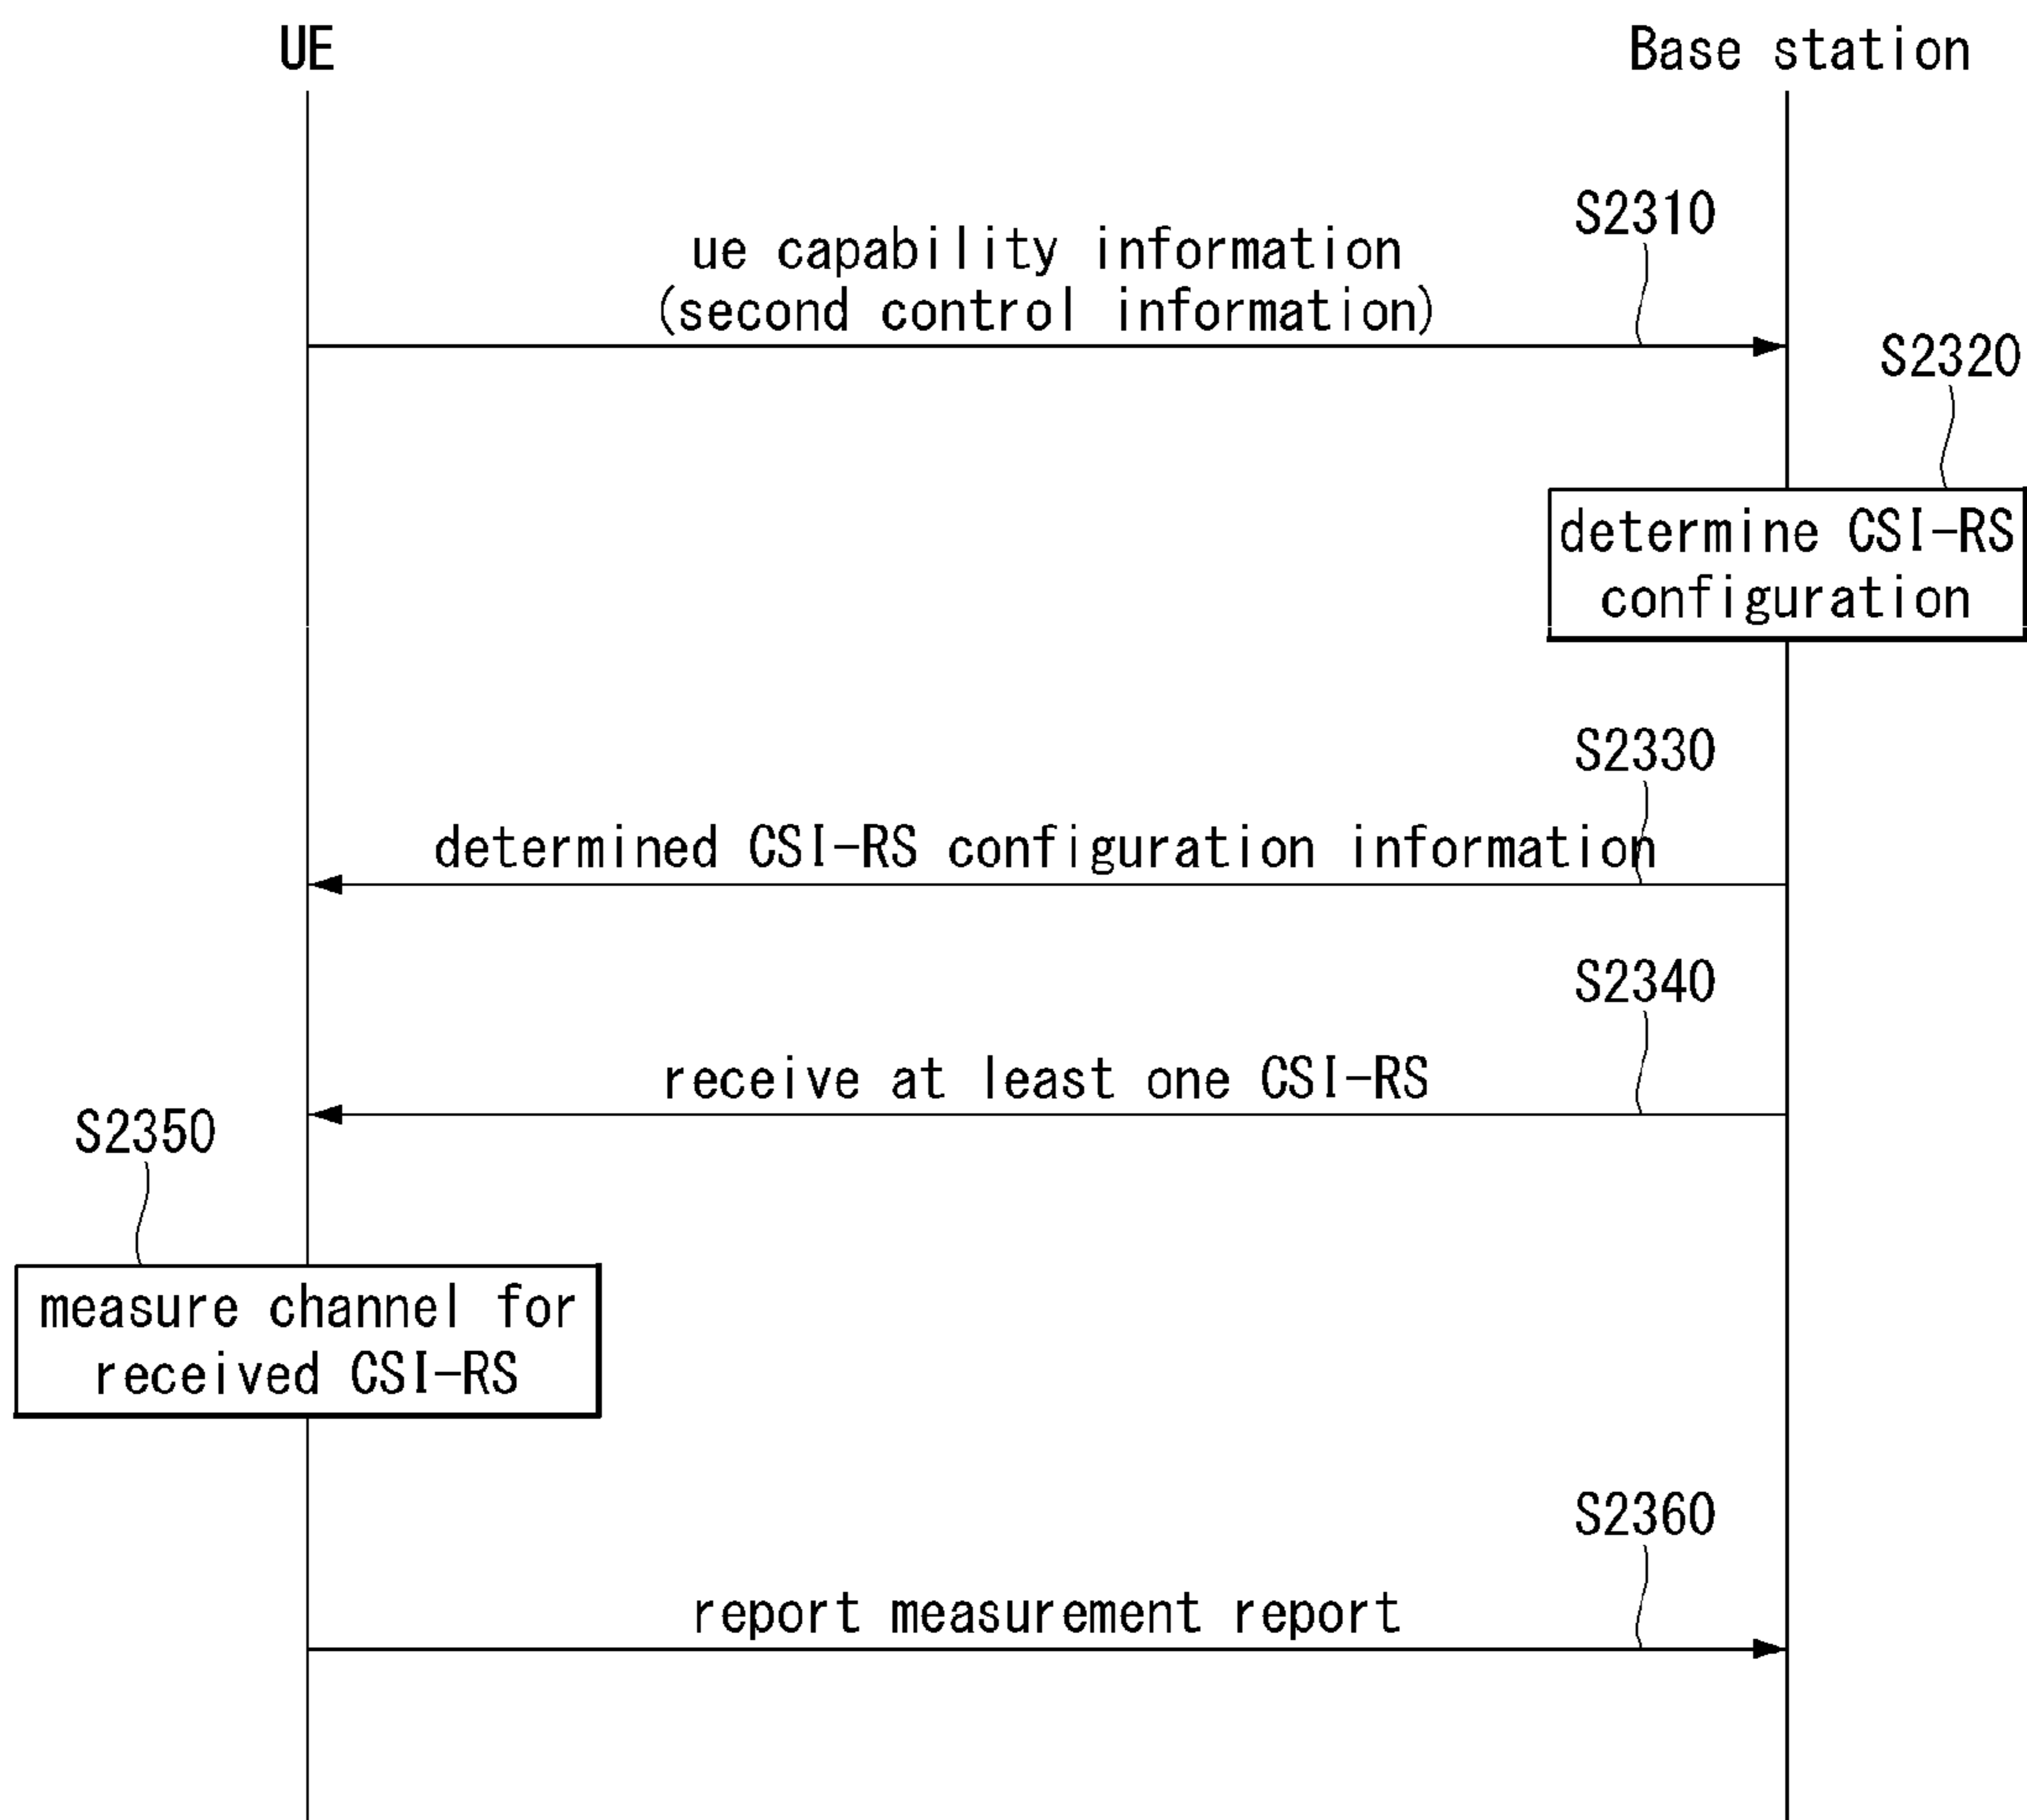 UE
Base station
S2310
ue capability information
(second control information)
S2320
determine CSI-RS
configuration
S2330
determined CSI-RS configuration information
S2340
receive at least one CSI-RS
S2350
measure channel for
received CSI-RS
S2360
report measurement report